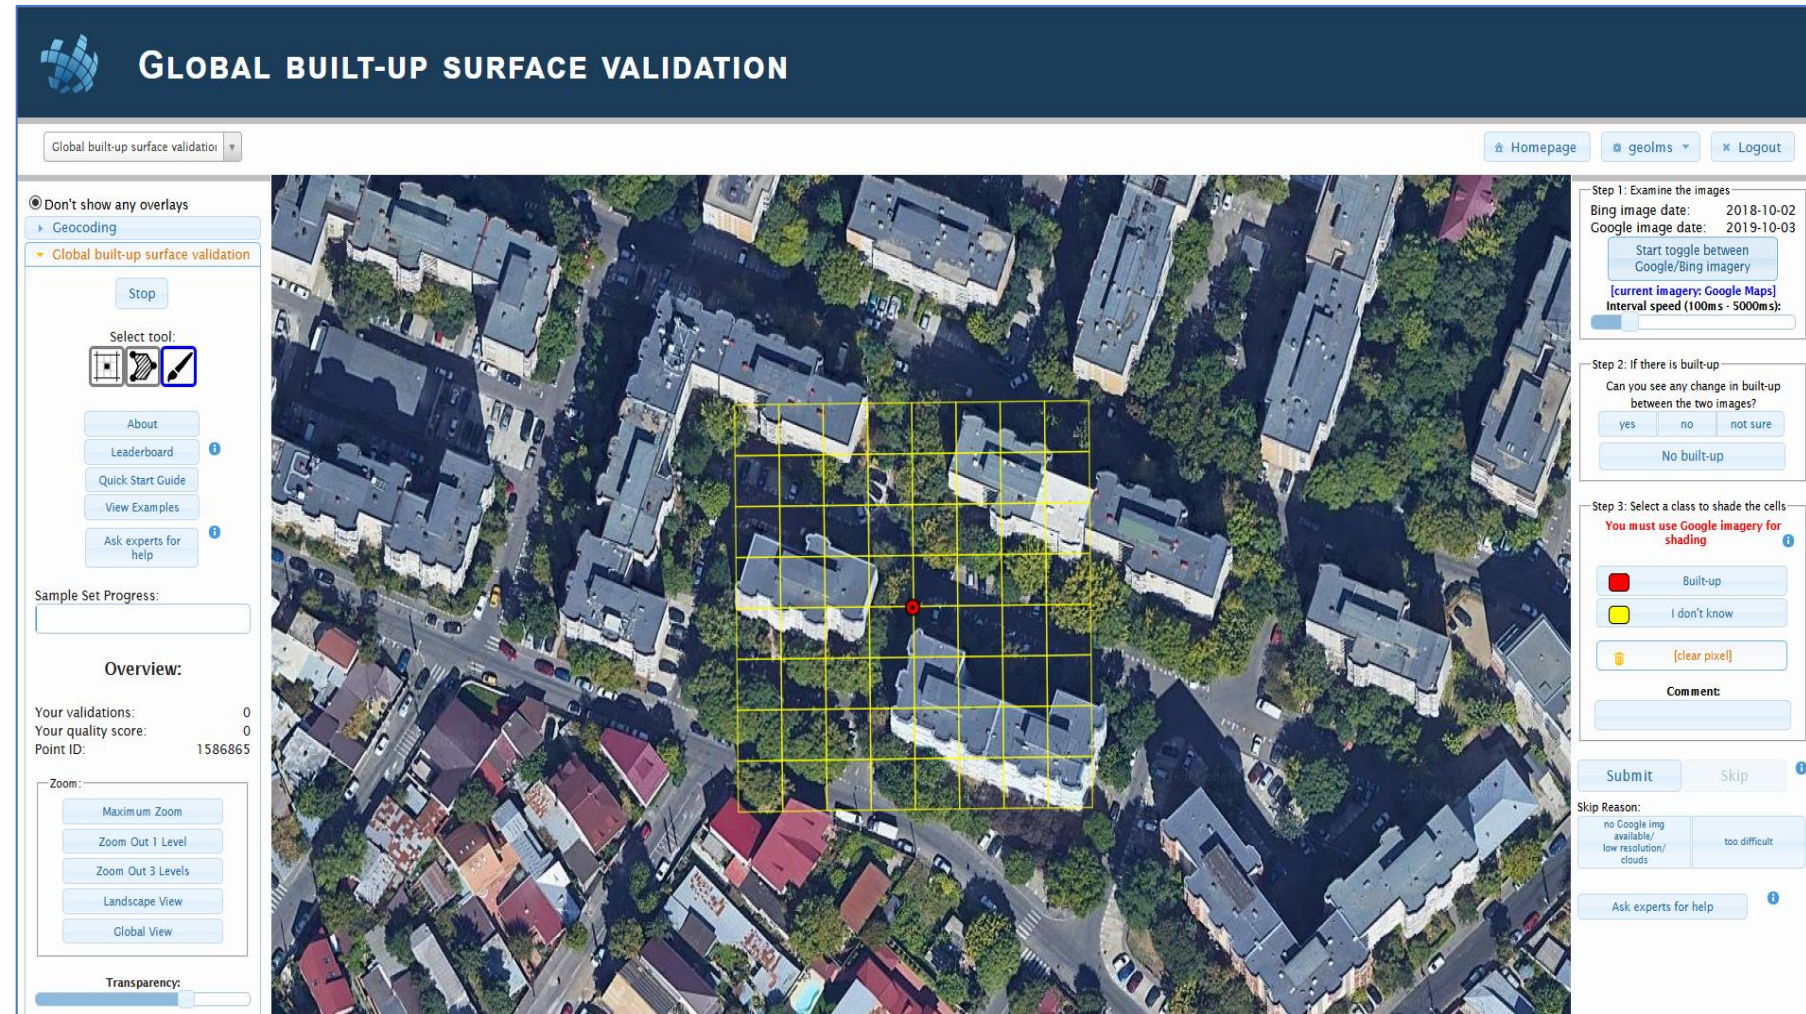 GLOBAL BUILT-UP SURFACE VALIDATION
Global built-up surface validatio
Homepage
geolms
Logout
Don't show any overlays
Geocoding
Global built-up surface validation
Stop
Select tool:
About
Leaderboard
Quick Start Guide
View Examples
Ask experts for
help
Sample Set Progress:
Overview:
Your validations: 0
Your quality score: 0
Point ID: 1586865
Zoom:
Maximum Zoom
Zoom Out 1 Level
Zoom Out 3 Levels
Landscape View
Global View
Transparency:
Step 1: Examine the images
Bing image date: 2018-10-02
Google image date: 2019-10-03
Start toggle between
Google/Bing imagery
[current imagery: Google Maps]
Interval speed (100ms - 5000ms):
Step 2: If there is built-up
Can you see any change in built-up
between the two images?
yes no not sure
No built-up
Step 3: Select a class to shade the cells
You must use Google imagery for
shading
Built-up
I don't know
[clear pixel]
Comment:
Submit Skip
Skip Reason:
no Google img
available/
low resolution/
clouds
too difficult
Ask experts for help